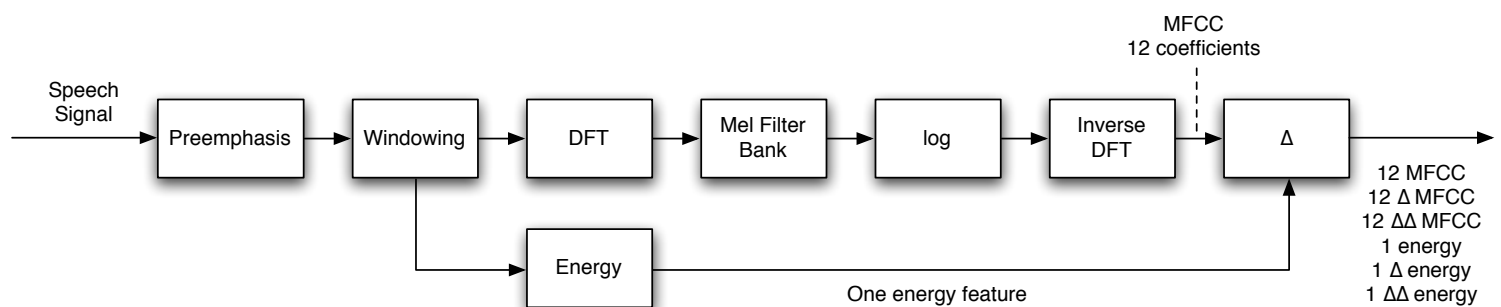 MFCC
12 coefficients
Speech
Signal
Preemphasis
Windowing
DFT
Mel Filter
Bank
log
Inverse
DFT
Δ
12 MFCC
12 Δ MFCC
12 ΔΔ MFCC
1 energy
1 Δ energy
1 ΔΔ energy
Energy
One energy feature